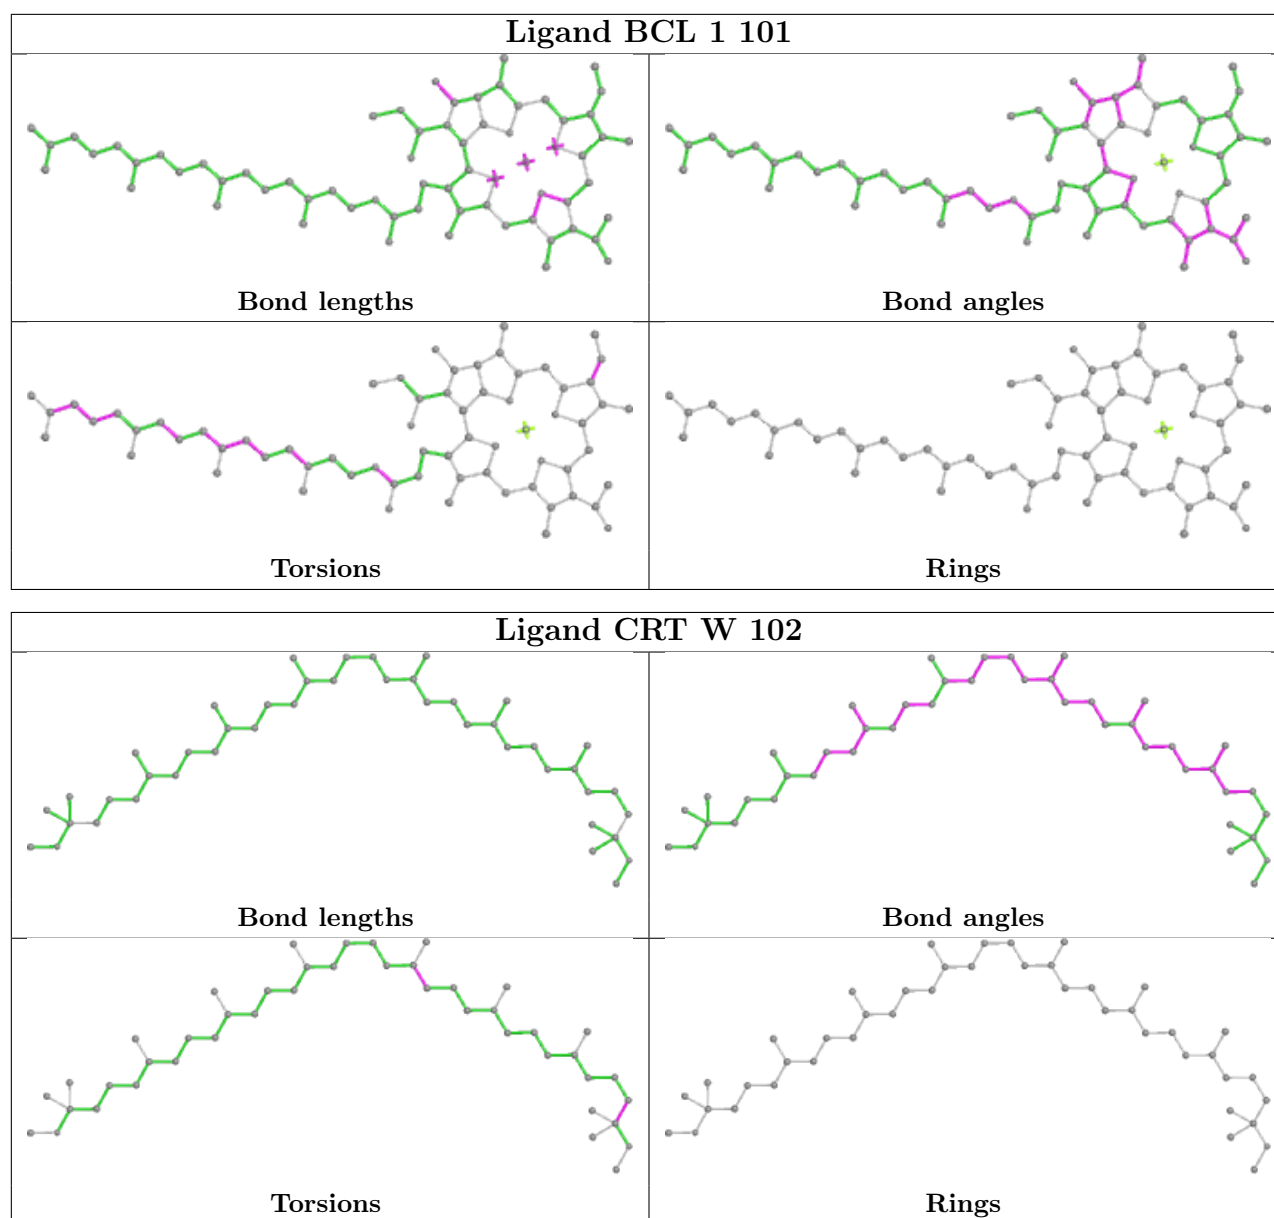 Ligand BCL 1 101
Bond lengths
Bond angles
Torsions
Rings
Ligand CRT W 102
Bond lengths
Bond angles
Torsions
Rings